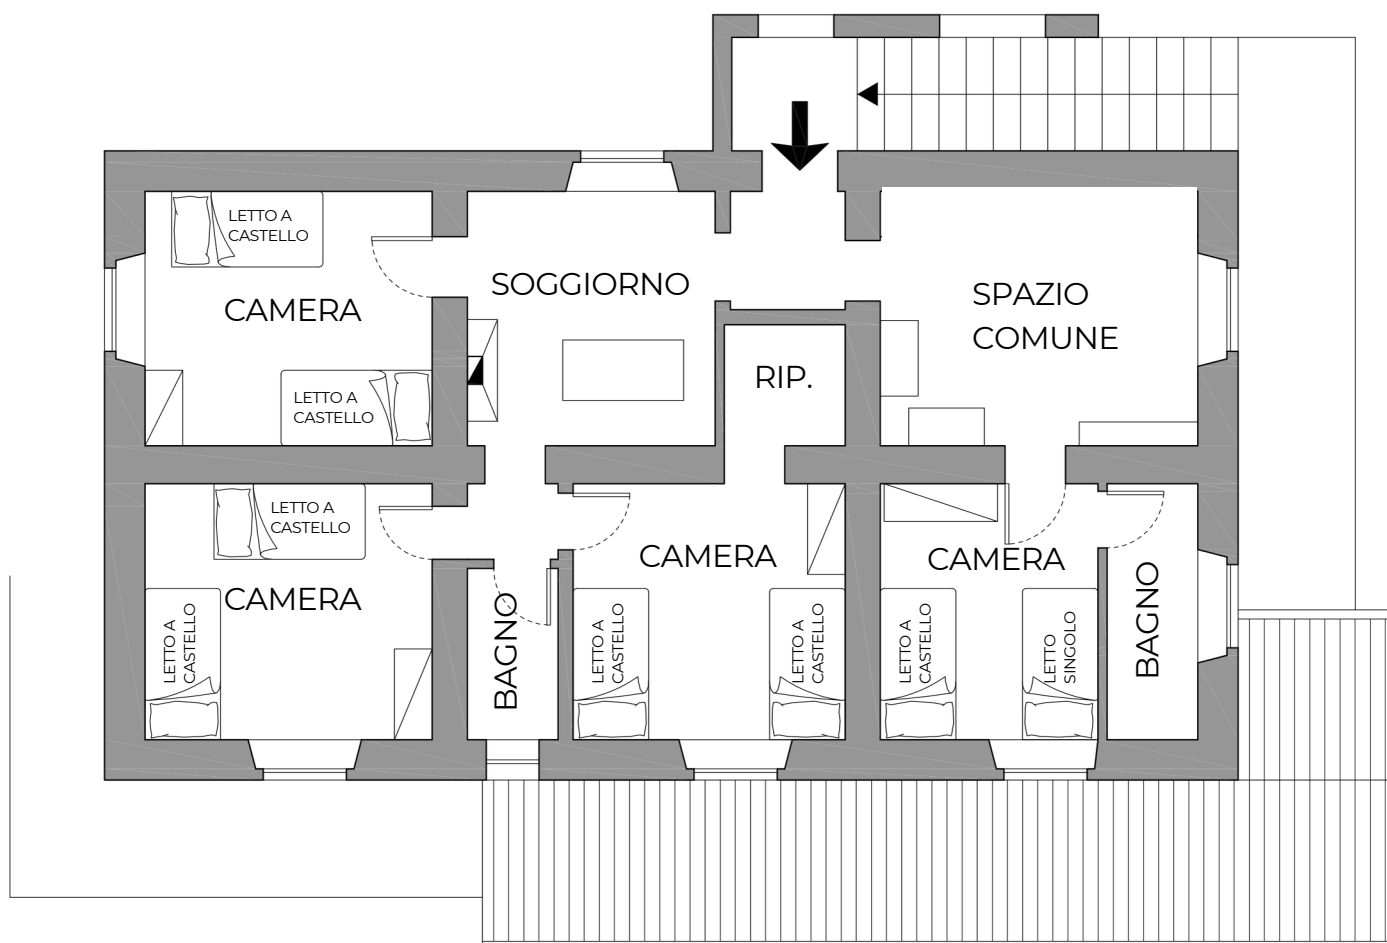 LETTO A
CASTELLO
CAMERA
SOGGIORNO
SPAZIO
COMUNE
RIP.
LETTO A
CASTELLO
LETTO A
CASTELLO
CAMERA
LETTO A
CASTELLO
BAGNO
CAMERA
LETTO A
CASTELLO
LETTO A
CASTELLO
CAMERA
LETTO A
CASTELLO
LETTO
SINGOLO
BAGNO